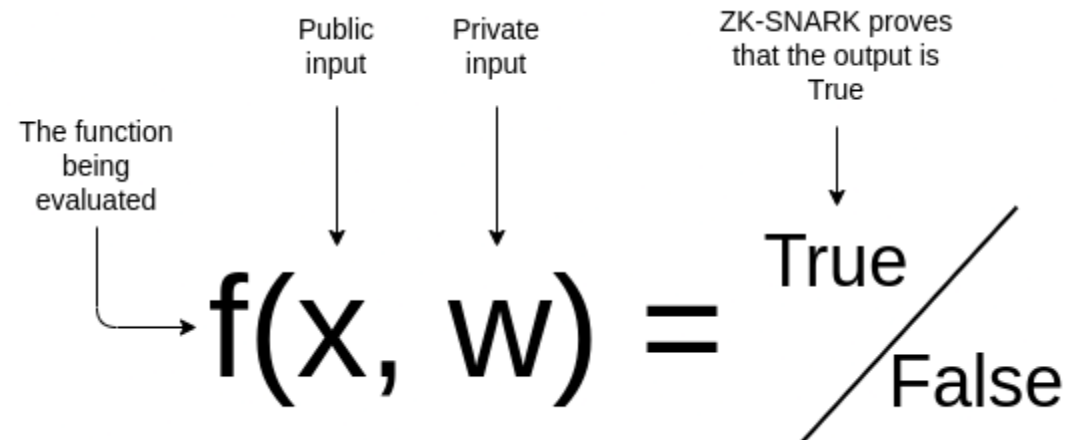 Public
input
Private
input
ZK-SNARK proves
that the output is
True
The function
being
evaluated
f(x, w) =
True
False